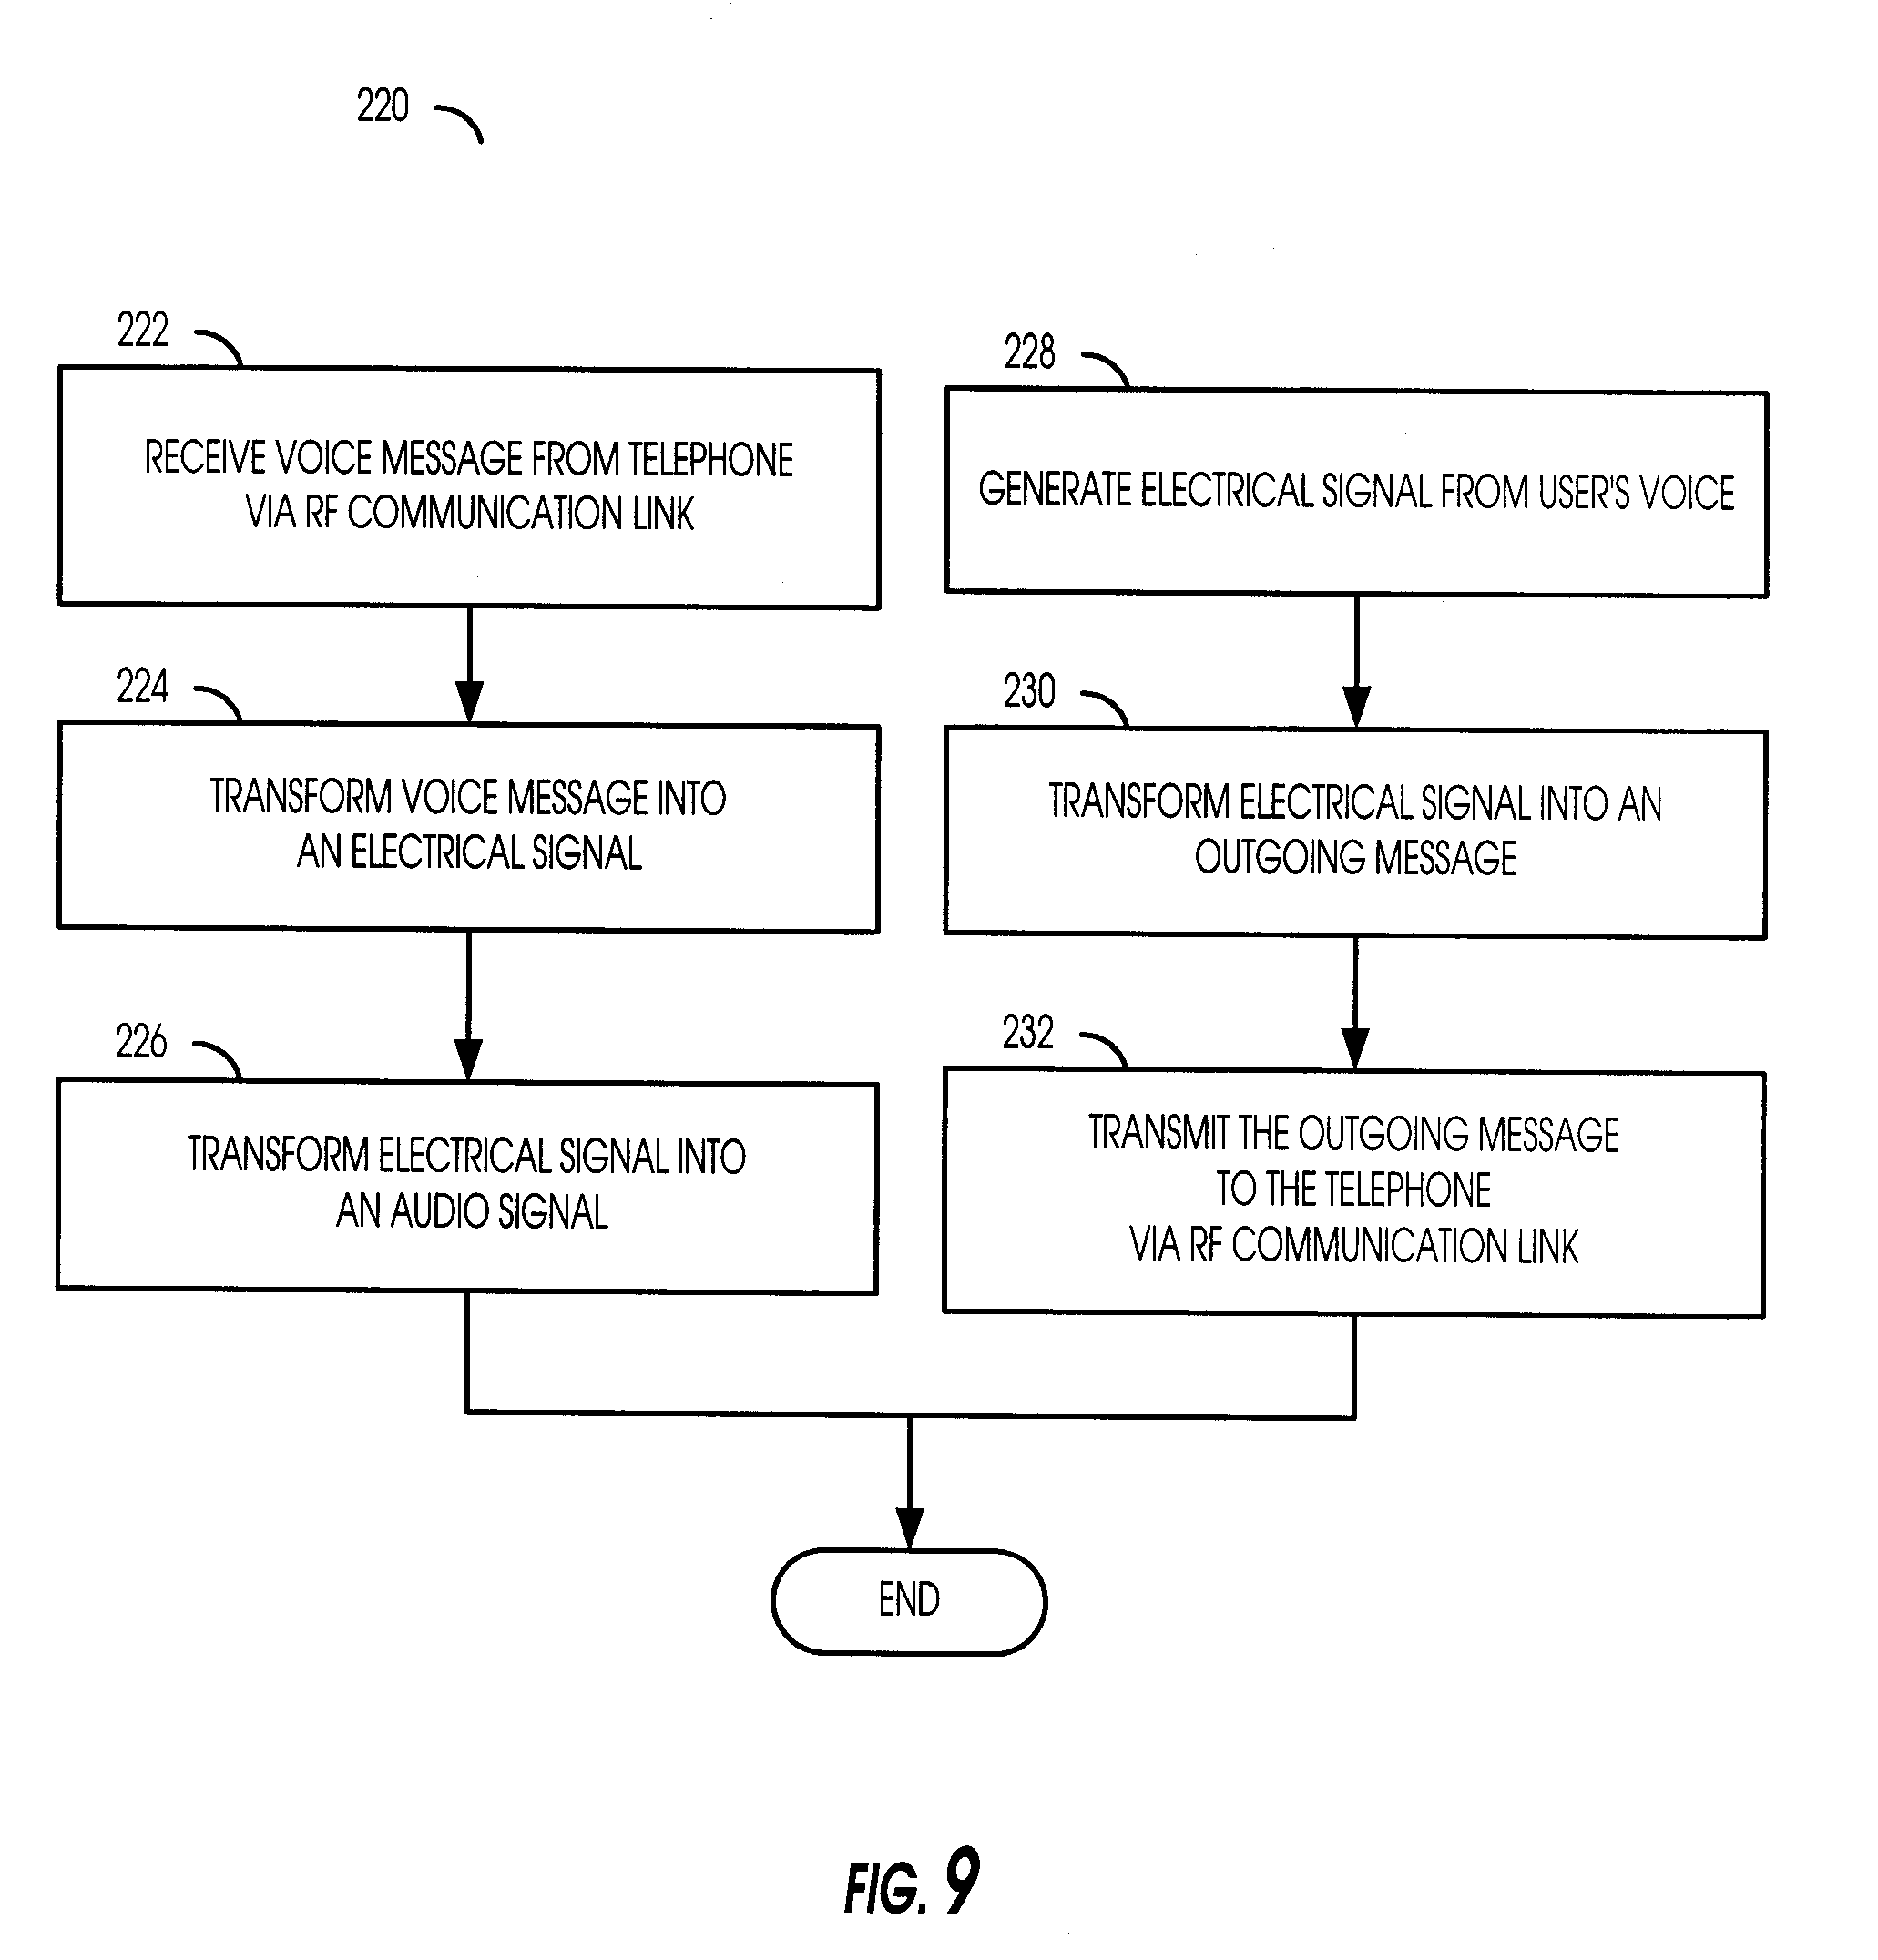 220
222
RECEIVE VOICE MESSAGE FROM TELEPHONE
VIA RF COMMUNICATION LINK
224
TRANSFORM VOICE MESSAGE INTO
AN ELECTRICAL SIGNAL
226
TRANSFORM ELECTRICAL SIGNAL INTO
AN AUDIO SIGNAL
228
GENERATE ELECTRICAL SIGNAL FROM USER'S VOICE
230
TRANSFORM ELECTRICAL SIGNAL INTO AN
OUTGOING MESSAGE
232
TRANSMIT THE OUTGOING MESSAGE
TO THE TELEPHONE
VIA RF COMMUNICATION LINK
END
FIG. 9